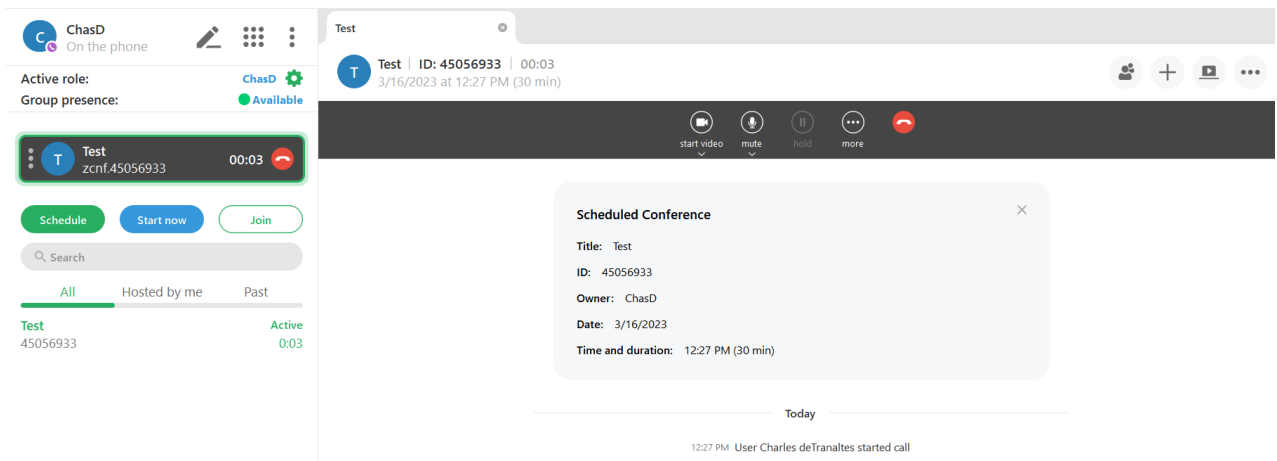 C
ChasD
On the phone
Active role:
ChasD
Group presence:
Available
T
Test
zcnf.45056933
00:03
Schedule
Start now
Join
Search
All
Hosted by me
Past
Test
Active
45056933
0:03
Test
T
Test | ID: 45056933 | 00:03
3/16/2023 at 12:27 PM (30 min)
start video
mute
hold
more
Scheduled Conference
Title: Test
ID: 45056933
Owner: ChasD
Date: 3/16/2023
Time and duration: 12:27 PM (30 min)
Today
12:27 PM User Charles deTranaltes started call